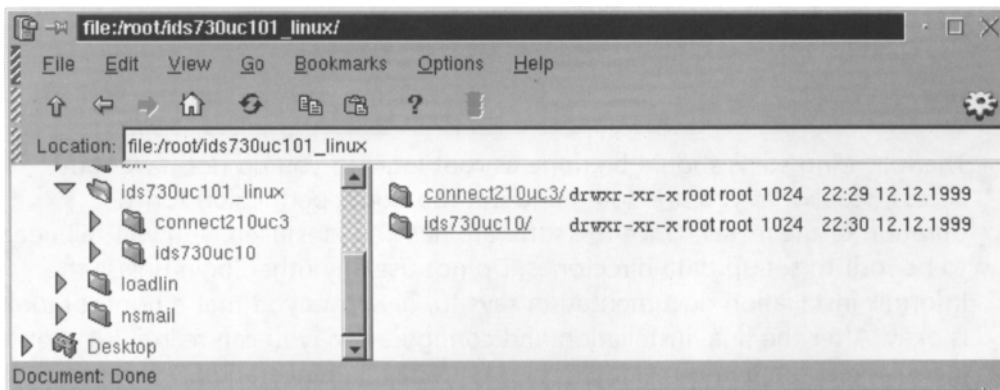 file:/root/ids730uc101_linux/
File Edit View Go Bookmarks Options Help
?
Location: file:/root/ids730uc101_linux
ids730uc101_linux
connect210uc3
ids730uc10
loadlin
nsmail
Desktop
connect210uc3/ drwxr-xr-x root root 1024 22:29 12.12.1999
ids730uc10/ drwxr-xr-x root root 1024 22:30 12.12.1999
Document: Done